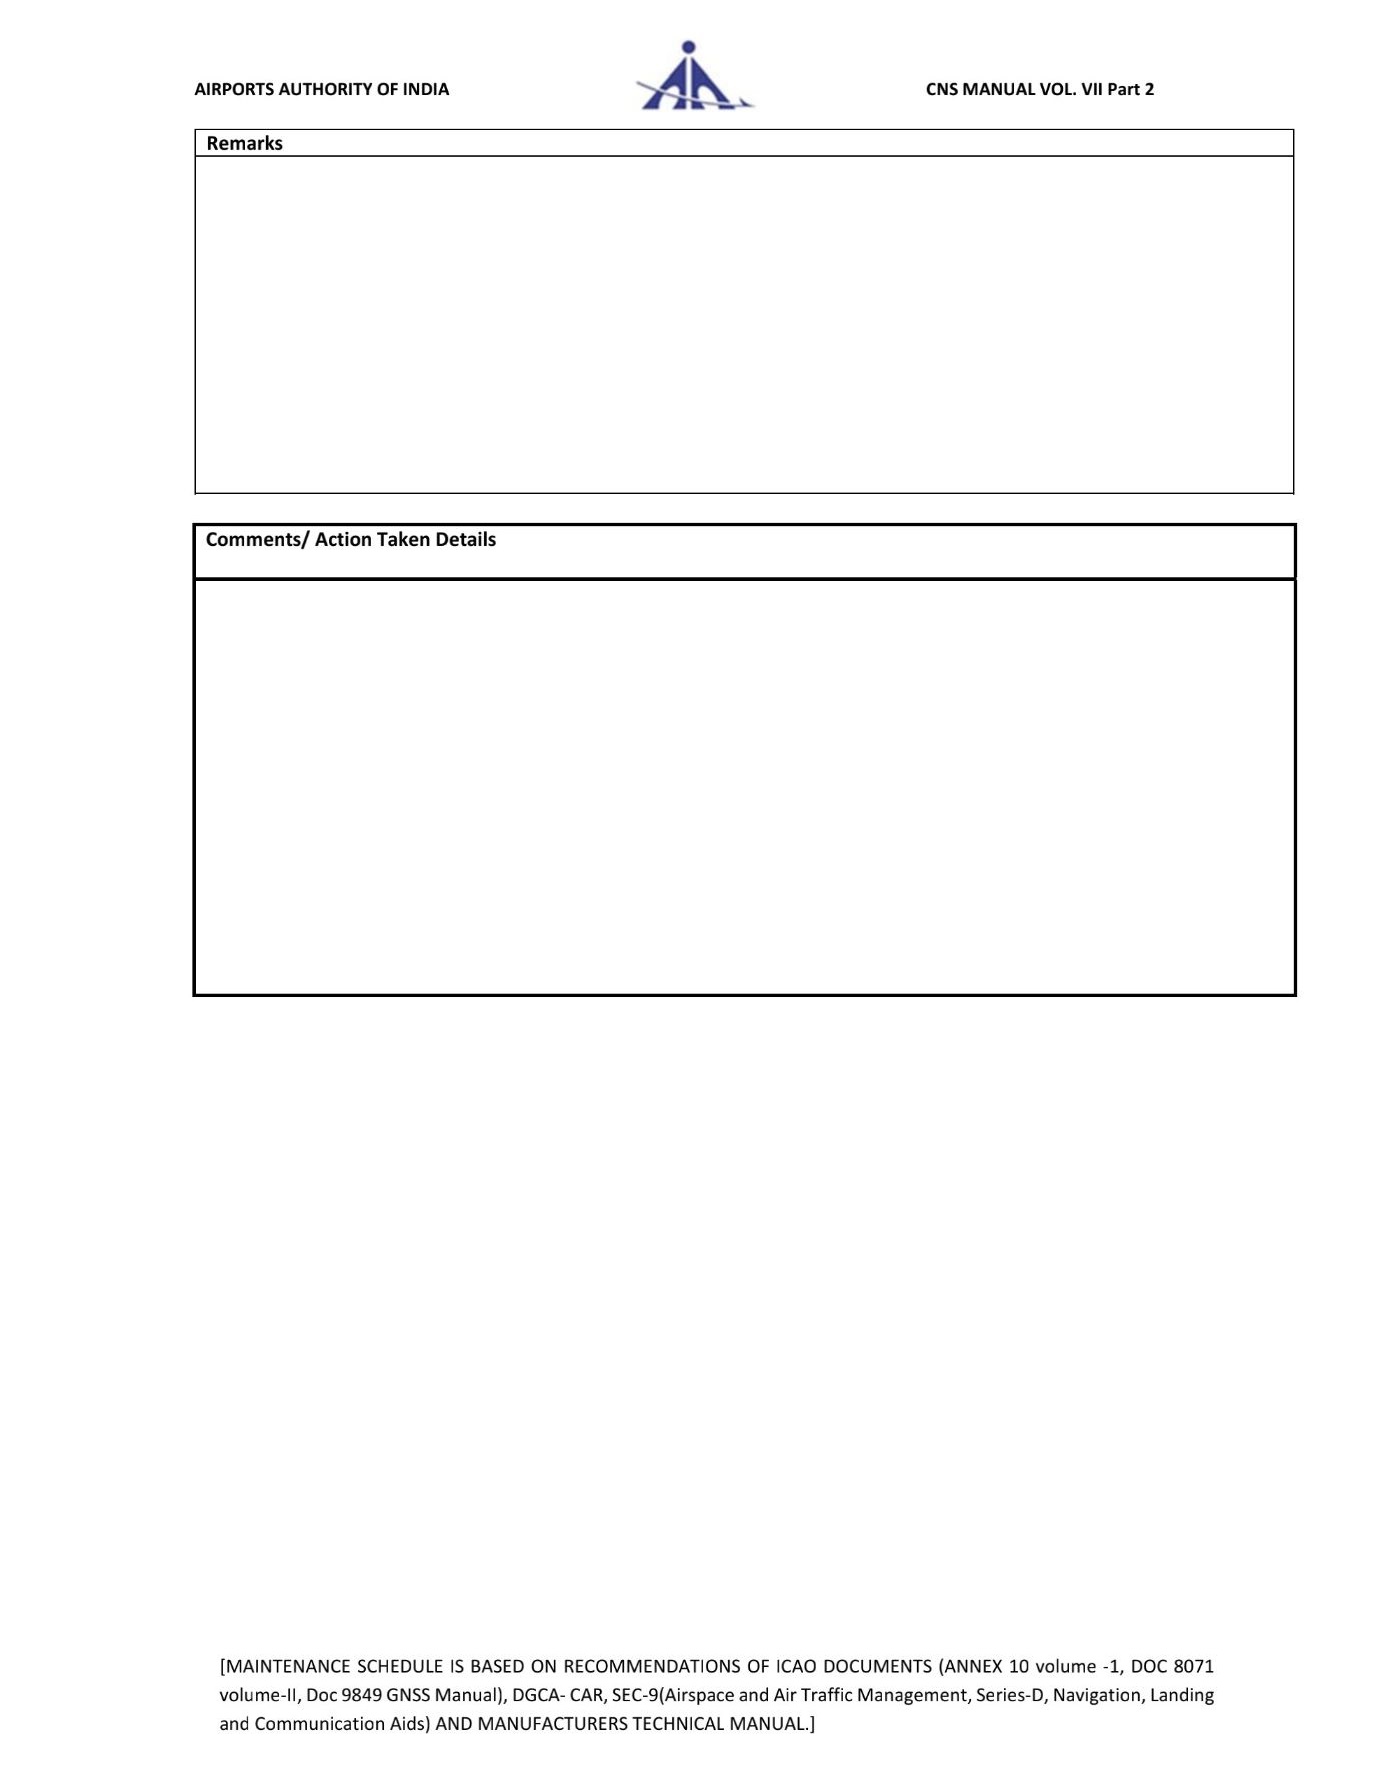 AIRPORTS AUTHORITY OF INDIA
CNS MANUAL VOL. VII Part 2
Remarks
Comments/ Action Taken Details
[MAINTENANCE SCHEDULE IS BASED ON RECOMMENDATIONS OF ICAO DOCUMENTS (ANNEX 10 volume -1, DOC 8071
volume-II, Doc 9849 GNSS Manual), DGCA- CAR, SEC-9(Airspace and Air Traffic Management, Series-D, Navigation, Landing
and Communication Aids) AND MANUFACTURERS TECHNICAL MANUAL.]